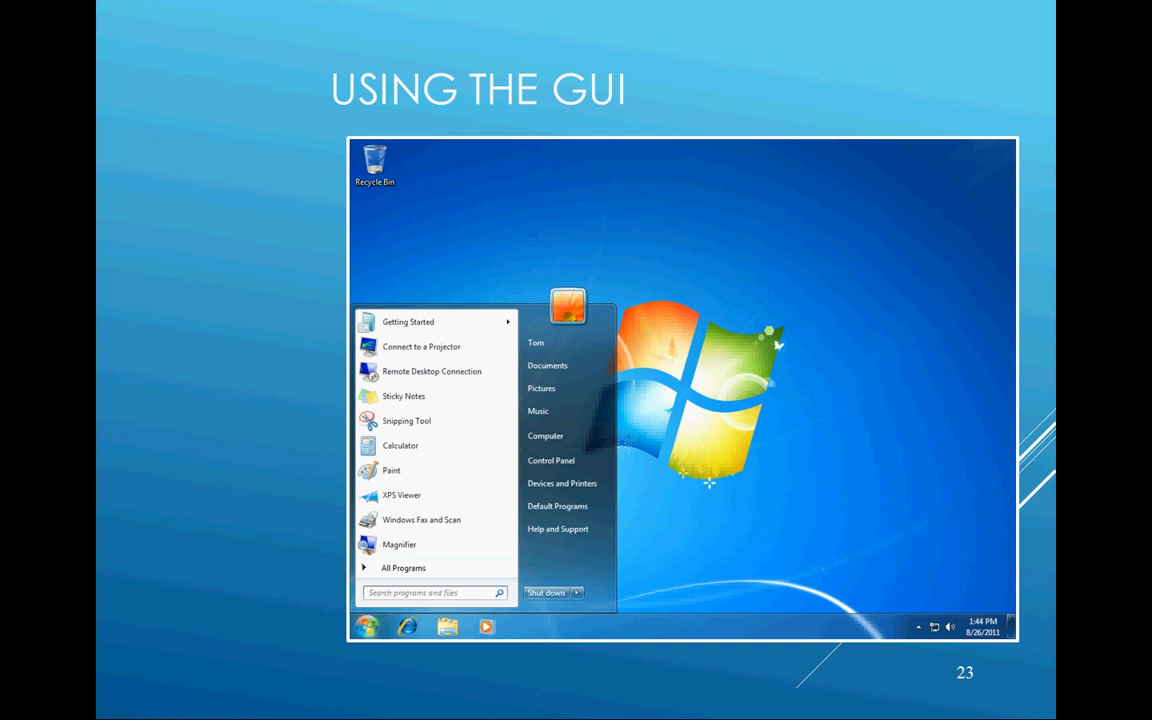 USING THE GUI
Recycle Bin
Getting Started
Connect to a Projector
Remote Desktop Connection
Sticky Notes
Snipping Tool
Calculator
Paint
XPS Viewer
Windows Fax and Scan
Magnifier
All Programs
Search programs and files
Tom
Documents
Pictures
Music
Computer
Control Panel
Devices and Printers
Default Programs
Help and Support
Shut down
1:44 PM
8/26/2011
23